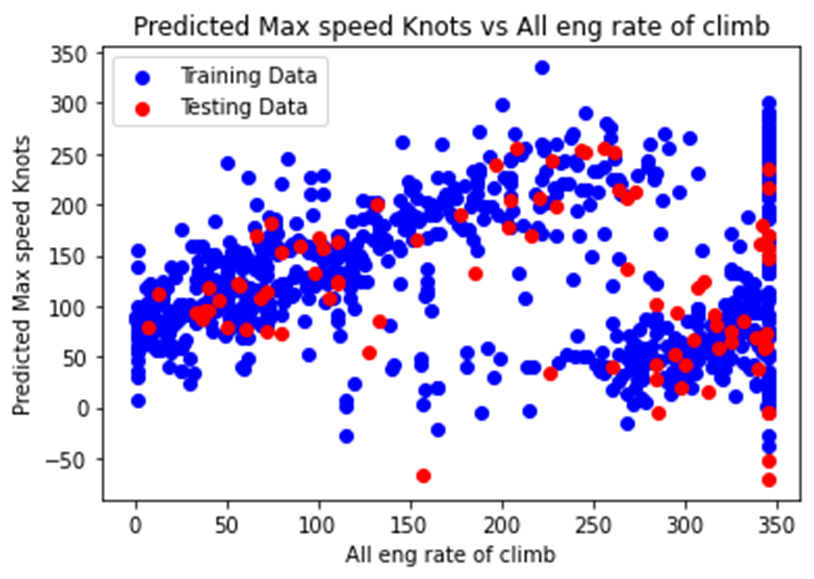 Predicted Max speed Knots vs All eng rate of climb
350
300
250
200
150
100
50
0
−50
Predicted Max speed Knots
Training Data
Testing Data
0 50 100 150 200 250 300 350
All eng rate of climb